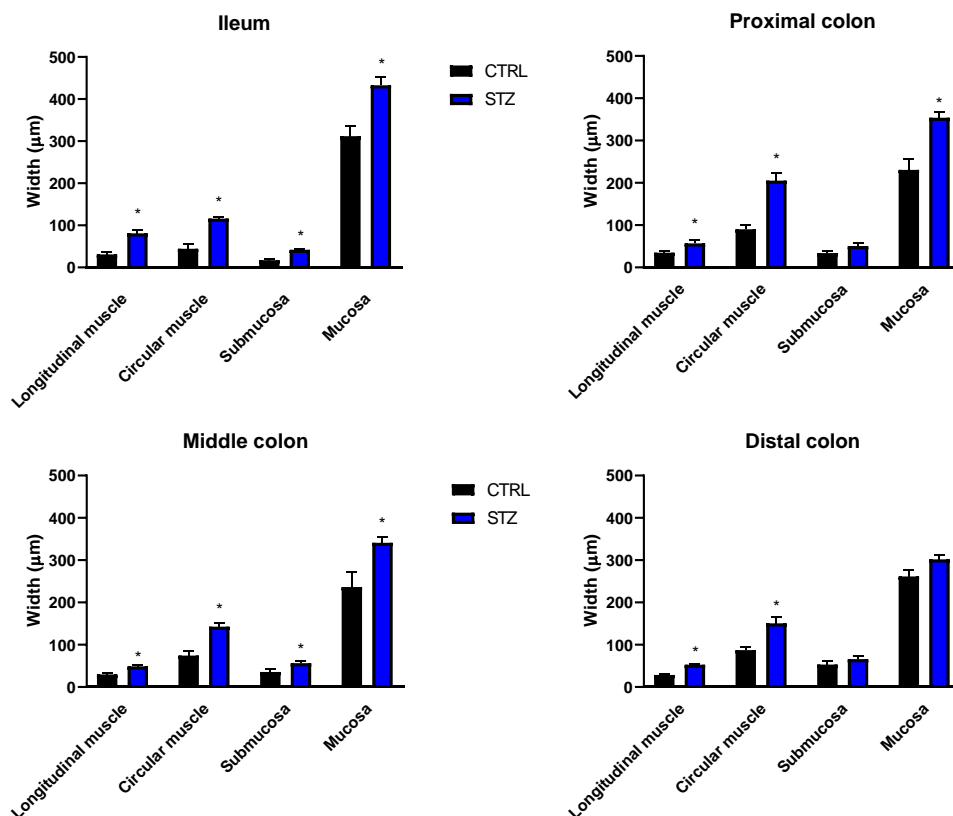 Ileum
500
400
300
200
100
0
Width (μm)
*
*
*
*
Longitudinal muscle
Circular muscle
Submucosa
Mucosa
CTRL
STZ
Proximal colon
500
400
300
200
100
0
Width (μm)
*
*
*
Longitudinal muscle
Circular muscle
Submucosa
Mucosa
Middle colon
500
400
300
200
100
0
Width (μm)
*
*
*
*
Longitudinal muscle
Circular muscle
Submucosa
Mucosa
CTRL
STZ
Distal colon
500
400
300
200
100
0
Width (μm)
*
*
Longitudinal muscle
Circular muscle
Submucosa
Mucosa